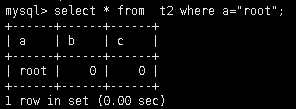 mysql> select * from  t2 where a="root";
+------+------+------+
| a    | b    | c    |
+------+------+------+
| root |    0 |    0 |
+------+------+------+
1 row in set (0.00 sec)